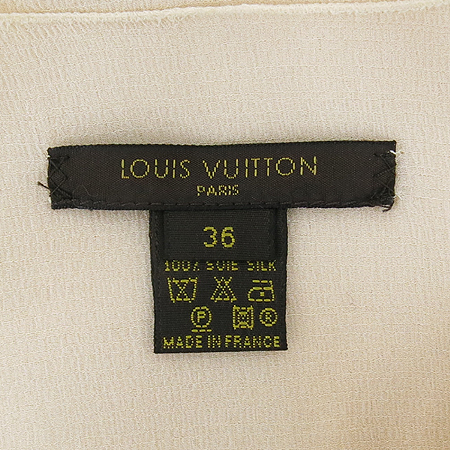 LOUIS VUITTON
PARIS
36
100% SOIE SILK
P R
MADE IN FRANCE